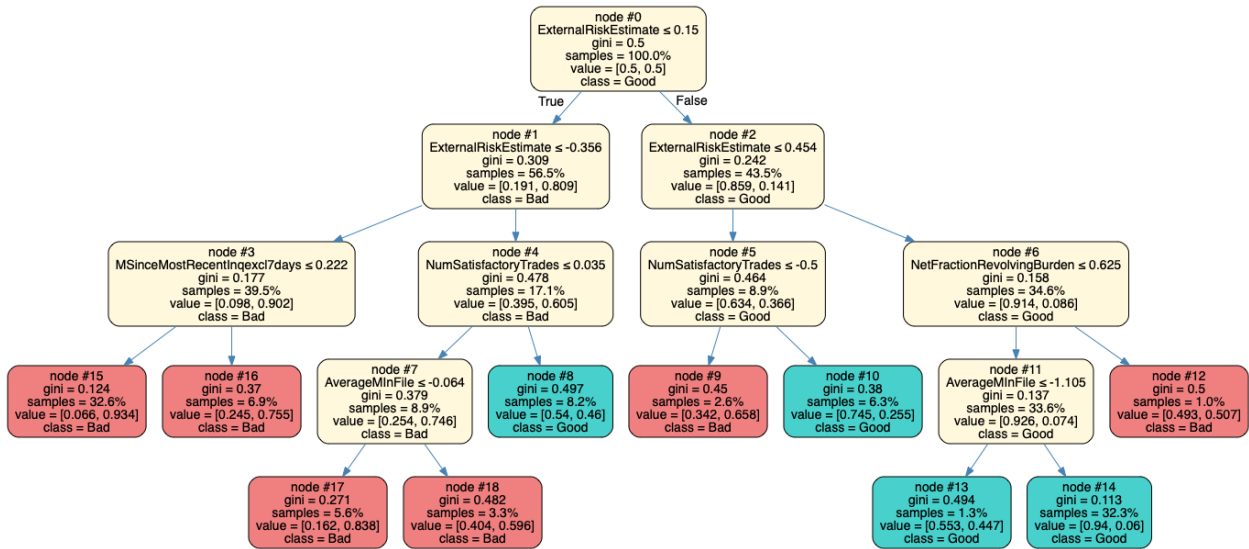 node #0
ExternalRiskEstimate ≤ 0.15
gini = 0.5
samples = 100.0%
value = [0.5, 0.5]
class = Good
True
False
node #1
ExternalRiskEstimate ≤ -0.356
gini = 0.309
samples = 56.5%
value = [0.191, 0.809]
class = Bad
node #2
ExternalRiskEstimate ≤ 0.454
gini = 0.242
samples = 43.5%
value = [0.859, 0.141]
class = Good
node #3
MSinceMostRecentInqexcl7days ≤ 0.222
gini = 0.177
samples = 39.5%
value = [0.098, 0.902]
class = Bad
node #4
NumSatisfactoryTrades ≤ 0.035
gini = 0.478
samples = 17.1%
value = [0.395, 0.605]
class = Bad
node #5
NumSatisfactoryTrades ≤ -0.5
gini = 0.464
samples = 8.9%
value = [0.634, 0.366]
class = Good
node #6
NetFractionRevolvingBurden ≤ 0.625
gini = 0.158
samples = 34.6%
value = [0.914, 0.086]
class = Good
node #15
gini = 0.124
samples = 32.6%
value = [0.066, 0.934]
class = Bad
node #16
gini = 0.37
samples = 6.9%
value = [0.245, 0.755]
class = Bad
node #7
AverageMInFile ≤ -0.064
gini = 0.379
samples = 8.9%
value = [0.254, 0.746]
class = Bad
node #8
gini = 0.497
samples = 8.2%
value = [0.54, 0.46]
class = Good
node #9
gini = 0.45
samples = 2.6%
value = [0.342, 0.658]
class = Bad
node #10
gini = 0.38
samples = 6.3%
value = [0.745, 0.255]
class = Good
node #11
AverageMInFile ≤ -1.105
gini = 0.137
samples = 33.6%
value = [0.926, 0.074]
class = Good
node #12
gini = 0.5
samples = 1.0%
value = [0.493, 0.507]
class = Bad
node #17
gini = 0.271
samples = 5.6%
value = [0.162, 0.838]
class = Bad
node #18
gini = 0.482
samples = 3.3%
value = [0.404, 0.596]
class = Bad
node #13
gini = 0.494
samples = 1.3%
value = [0.553, 0.447]
class = Good
node #14
gini = 0.113
samples = 32.3%
value = [0.94, 0.06]
class = Good